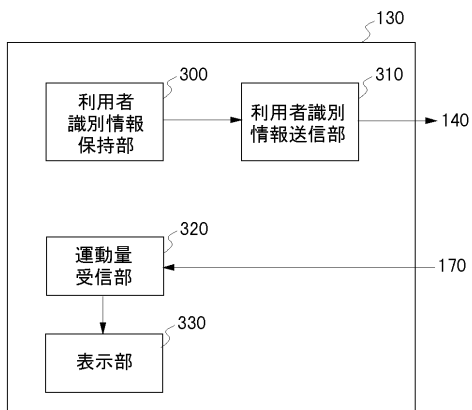 130
300
利用者
識別情報
保持部
310
利用者識別
情報送信部
140
320
運動量
受信部
170
330
表示部